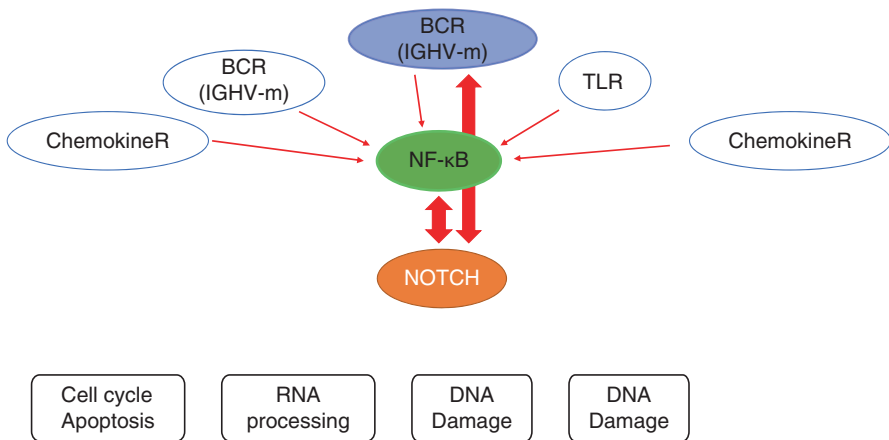 BCR
(IGHV-m)
BCR
(IGHV-m)
TLR
ChemokineR
ChemokineR
NF-κB
NOTCH
Cell cycle
Apoptosis
RNA
processing
DNA
Damage
DNA
Damage